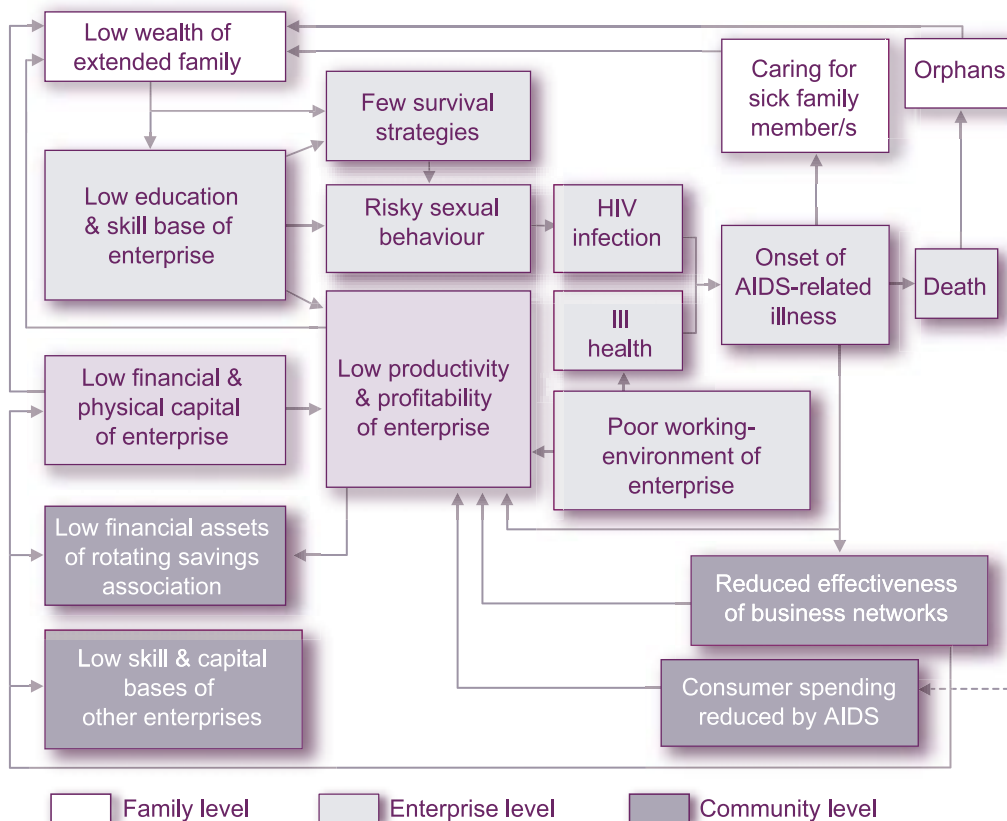 Low wealth of
extended family
Few survival
strategies
Caring for
sick family
member/s
Orphans
Low education
& skill base of
enterprise
Risky sexual
behaviour
HIV
infection
Onset of
AIDS-related
illness
Death
Ill
health
Low productivity
& profitability
of enterprise
Low financial &
physical capital
of enterprise
Poor working-
environment of
enterprise
Low financial assets
of rotating savings
association
Reduced effectiveness
of business networks
Low skill & capital
bases of
other enterprises
Consumer spending
reduced by AIDS
Family level
Enterprise level
Community level